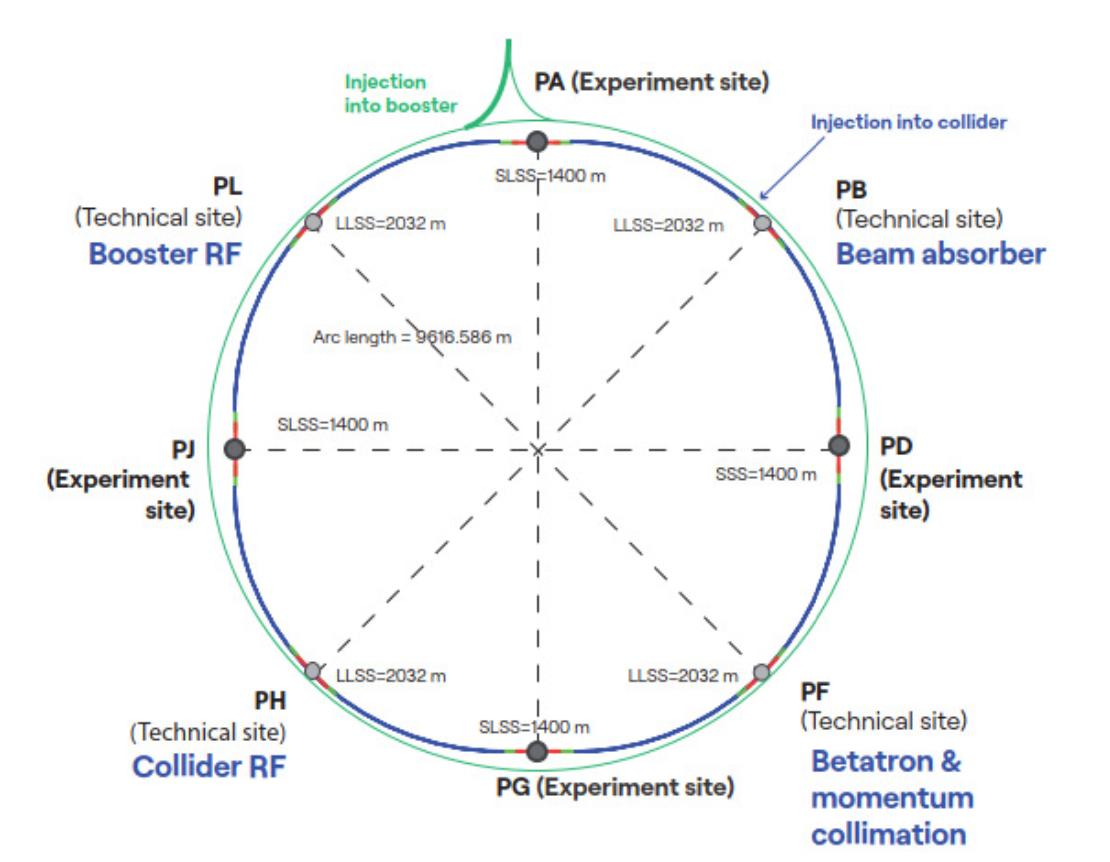 Injection
into booster
PA (Experiment site)
Injection into collider
SLSS=1400 m
PL
(Technical site)
Booster RF
LLSS=2032 m
LLSS=2032 m
PB
(Technical site)
Beam absorber
Arc length = 9616.586 m
SLSS=1400 m
PJ
(Experiment
site)
SSS=1400 m
PD
(Experiment
site)
LLSS=2032 m
LLSS=2032 m
PH
(Technical site)
Collider RF
SLSS=1400 m
PG (Experiment site)
PF
(Technical site)
Betatron &
momentum
collimation